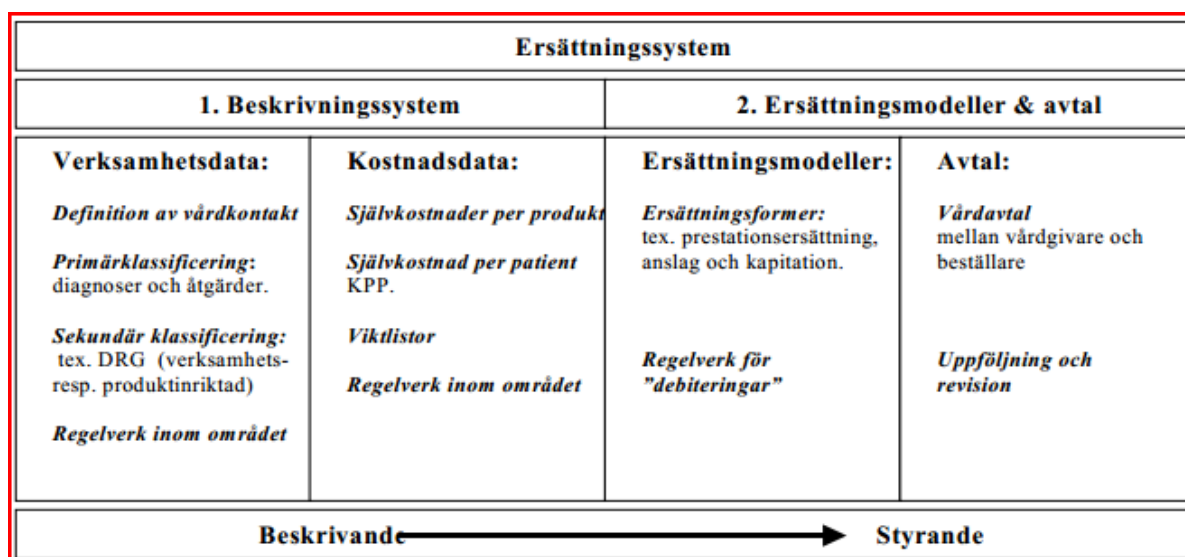 Ersättningssystem
1. Beskrivningssystem
2. Ersättningsmodeller & avtal
Verksamhetsdata:
Definition av vårdkontakt
Primärklassificering:
diagnoser och åtgärder.
Sekundär klassificering:
tex. DRG (verksamhets-
resp. produktinriktad)
Regelverk inom området
Kostnadsdata:
Självkostnader per produkt
Självkostnad per patient
KPP.
Viktlistor
Regelverk inom området
Ersättningsmodeller:
Ersättningsformer:
tex. prestationsersättning,
anslag och kapitation.
Regelverk för
”debiteringar”
Avtal:
Vårdavtal
mellan vårdgivare och
beställare
Uppföljning och
revision
Beskrivande
Styrande